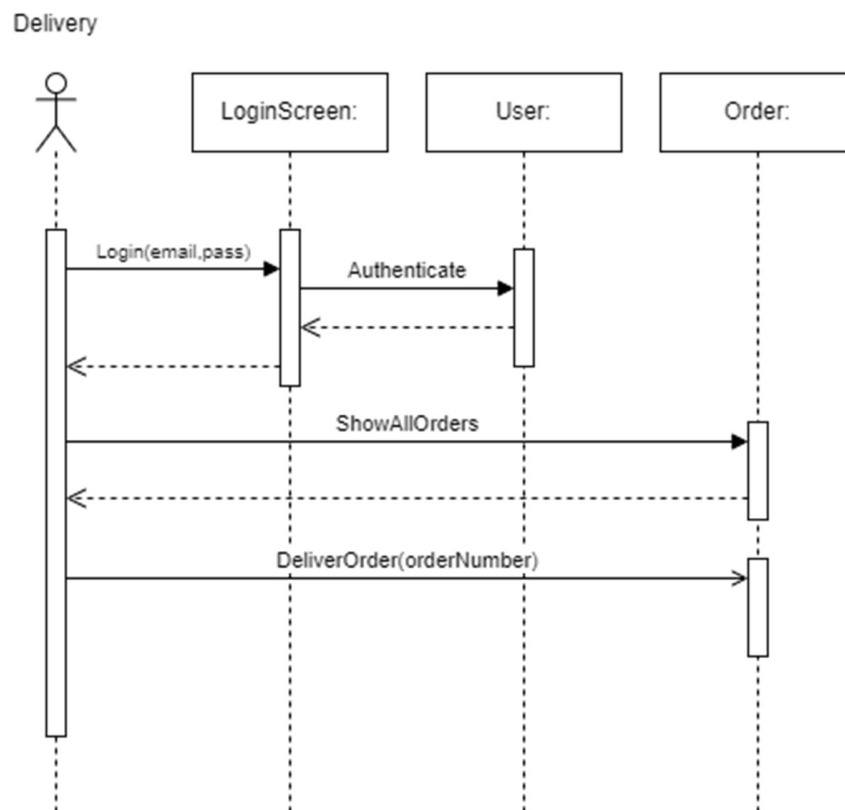 Delivery
LoginScreen:
User:
Order:
Login(email,pass)
Authenticate
ShowAllOrders
DeliverOrder(orderNumber)